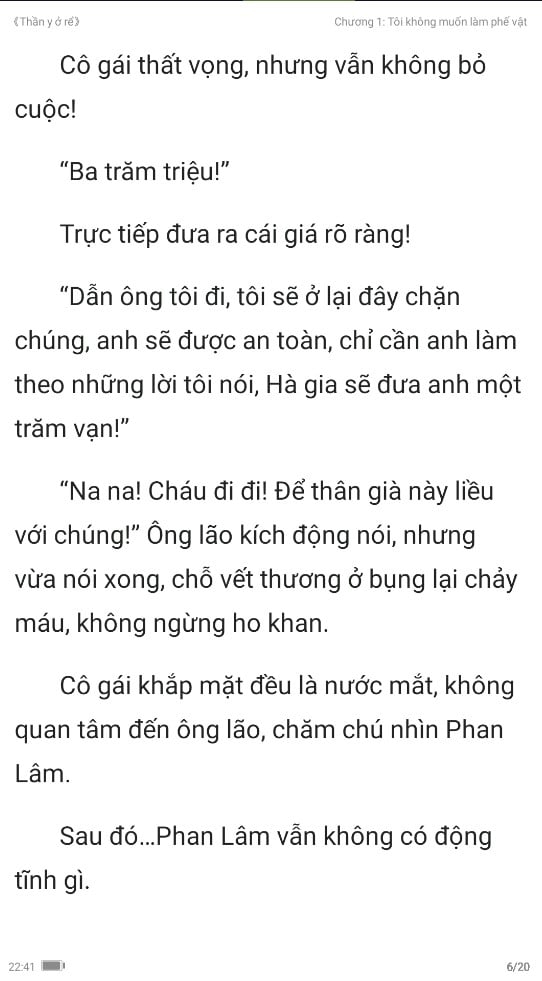 《Thần y ở rể》
Chương 1: Tôi không muốn làm phế vật
Cô gái thất vọng, nhưng vẫn không bỏ
cuộc!
“Ba trăm triệu!”
Trực tiếp đưa ra cái giá rõ ràng!
“Dẫn ông tôi đi, tôi sẽ ở lại đây chặn
chúng, anh sẽ được an toàn, chỉ cần anh làm
theo những lời tôi nói, Hà gia sẽ đưa anh một
trăm vạn!”
“Na na! Cháu đi đi! Để thân già này liều
với chúng!” Ông lão kích động nói, nhưng
vừa nói xong, chỗ vết thương ở bụng lại chảy
máu, không ngừng ho khan.
Cô gái khắp mặt đều là nước mắt, không
quan tâm đến ông lão, chăm chú nhìn Phan
Lâm.
Sau đó...Phan Lâm vẫn không có động
tĩnh gì.
22:41
6/20